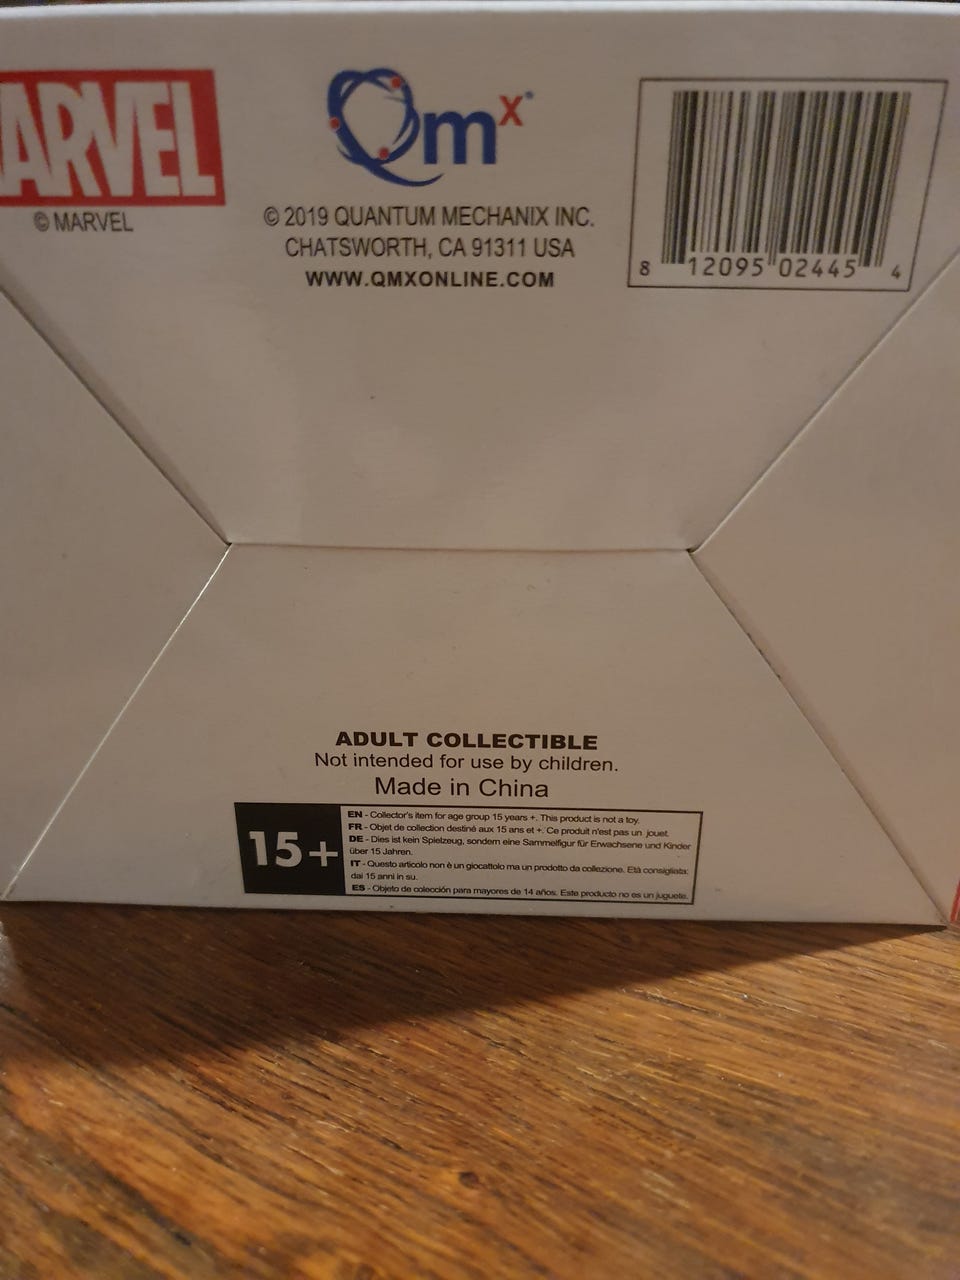 MARVEL
© MARVEL
Qmx
© 2019 QUANTUM MECHANIX INC.
CHATSWORTH, CA 91311 USA
WWW.QMXONLINE.COM
8 12095 02445 4
ADULT COLLECTIBLE
Not intended for use by children.
Made in China
15+
EN - Collector's item for age group 15 years +. This product is not a toy.
FR - Objet de collection destiné aux 15 ans et +. Ce produit n'est pas un jouet.
DE - Dies ist kein Spielzeug, sondern eine Sammelfigur für Erwachsene und Kinder
über 15 Jahren.
IT - Questo articolo non è un giocattolo ma un prodotto da collezione. Età consigliata:
dai 15 anni in su.
ES - Objeto de colección para mayores de 14 años. Este producto no es un juguete.